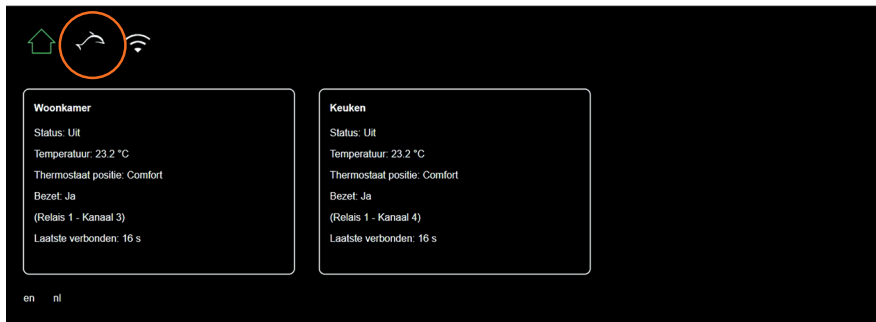 Woonkamer
Status: Uit
Temperatuur: 23.2 °C
Thermostaat positie: Comfort
Bezet: Ja
(Relais 1 - Kanaal 3)
Laatste verbonden: 16 s
Keuken
Status: Uit
Temperatuur: 23.2 °C
Thermostaat positie: Comfort
Bezet: Ja
(Relais 1 - Kanaal 4)
Laatste verbonden: 16 s
en nl